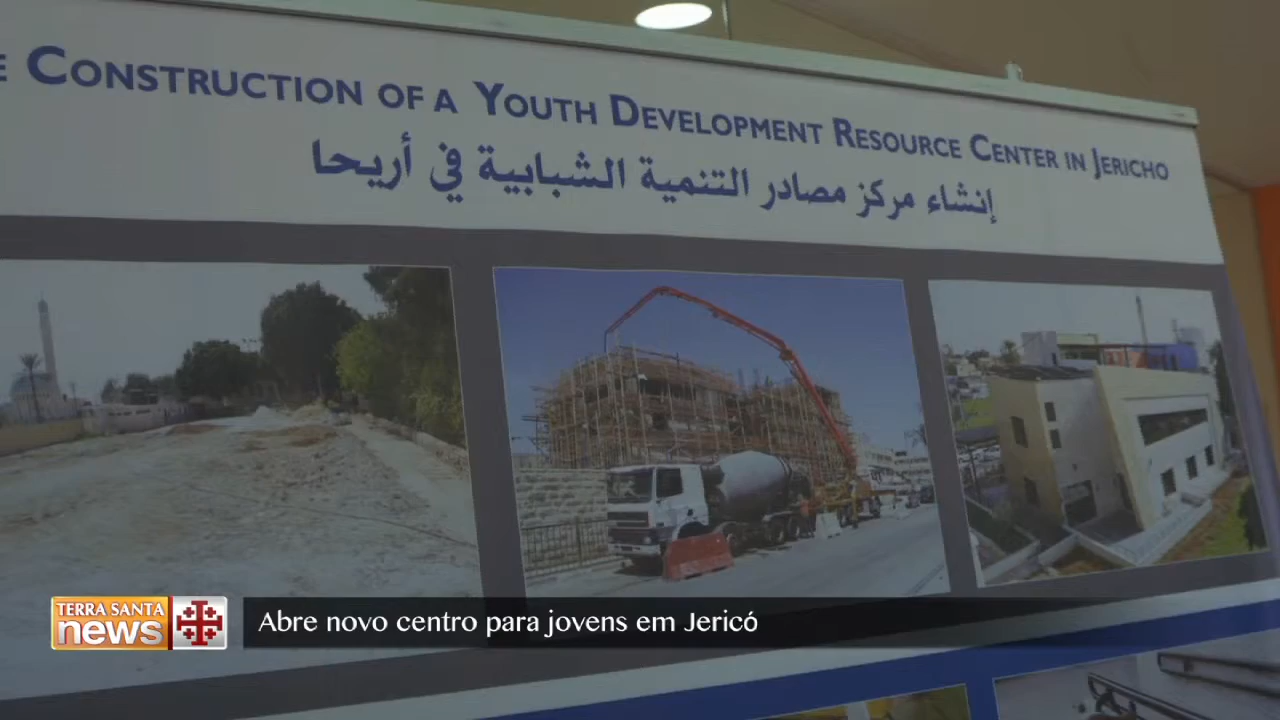 E CONSTRUCTION OF A YOUTH DEVELOPMENT RESOURCE CENTER IN JERICHO
إنشاء مركز مصادر التنمية الشبابية في أريحا
TERRA SANTA
news
Abre novo centro para jovens em Jericó